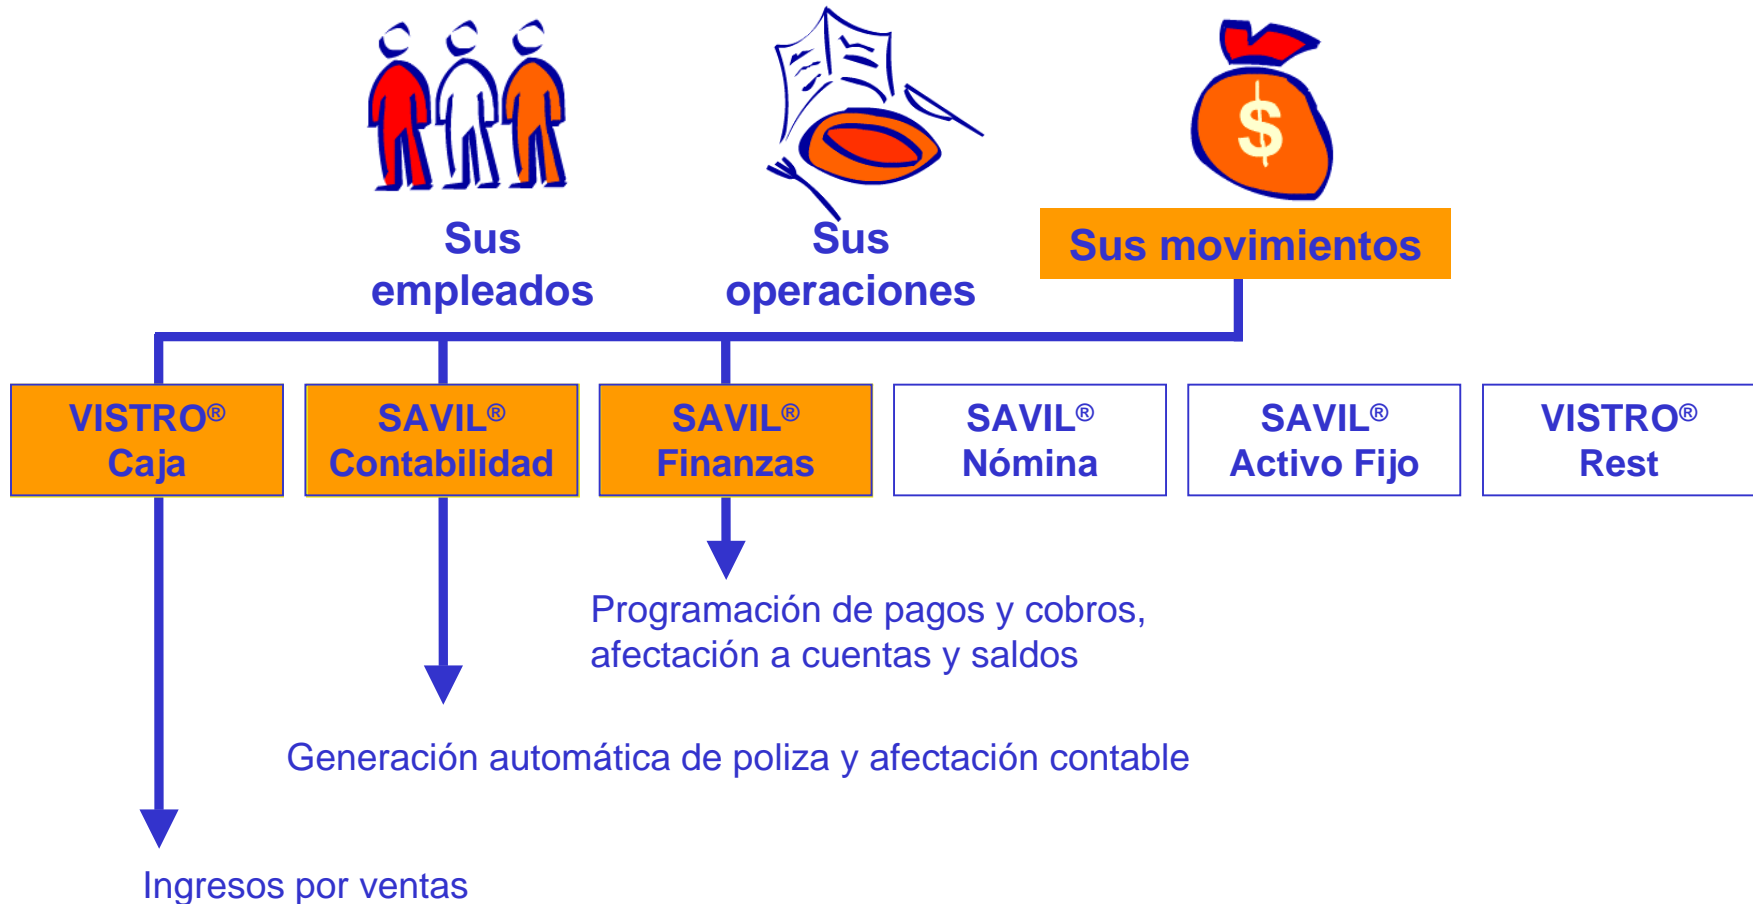 $
Sus
empleados
Sus
operaciones
Sus movimientos
VISTRO®
Caja
SAVIL®
Contabilidad
SAVIL®
Finanzas
SAVIL®
Nómina
SAVIL®
Activo Fijo
VISTRO®
Rest
Programación de pagos y cobros,
afectación a cuentas y saldos
Generación automática de poliza y afectación contable
Ingresos por ventas